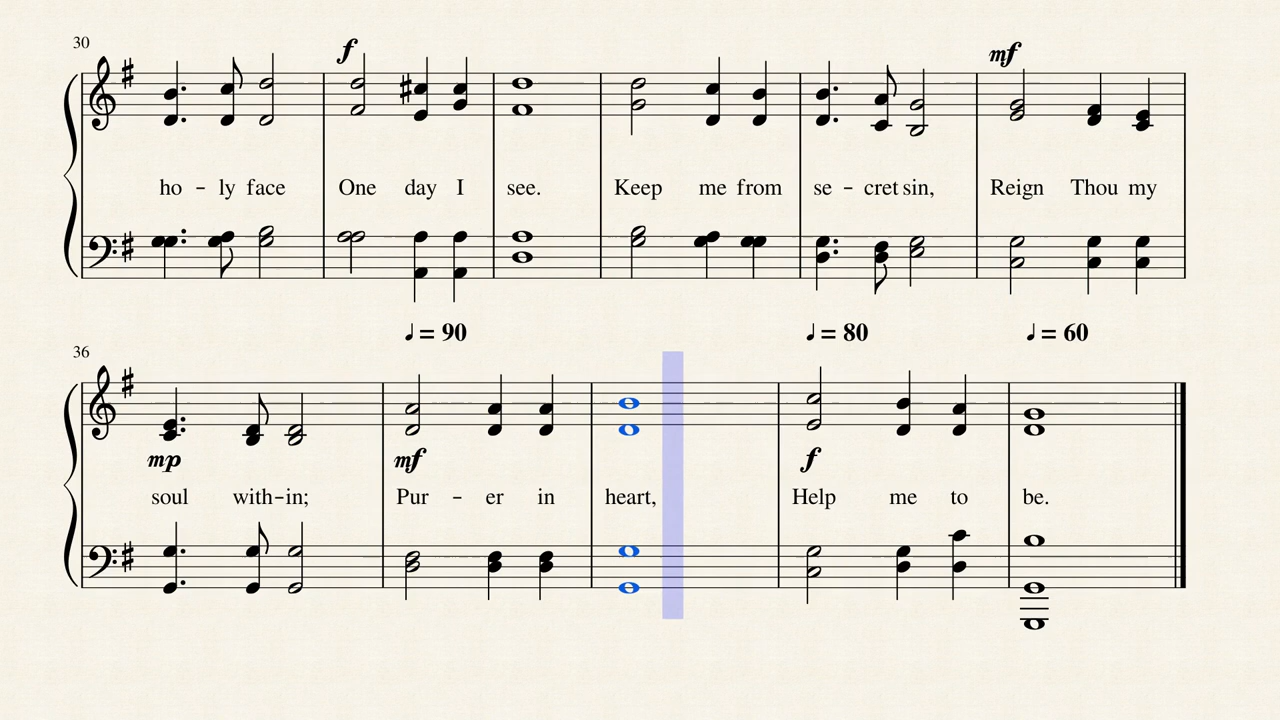 30
f
mf
ho - ly face One day I see. Keep me from se - cret sin, Reign Thou my
♩ = 90 ♩ = 80 ♩ = 60
36
mp mf f
soul with-in; Pur - er in heart, Help me to be.